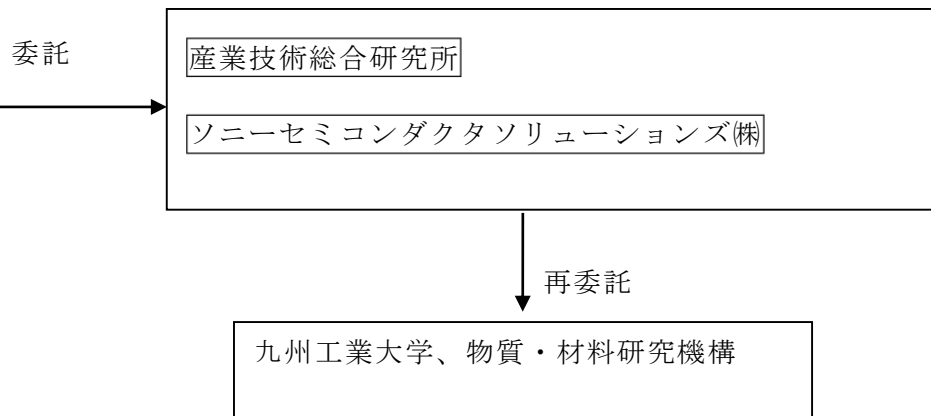 委託
産業技術総合研究所
ソニーセミコンダクタソリューションズ㈱
再委託
九州工業大学、物質・材料研究機構